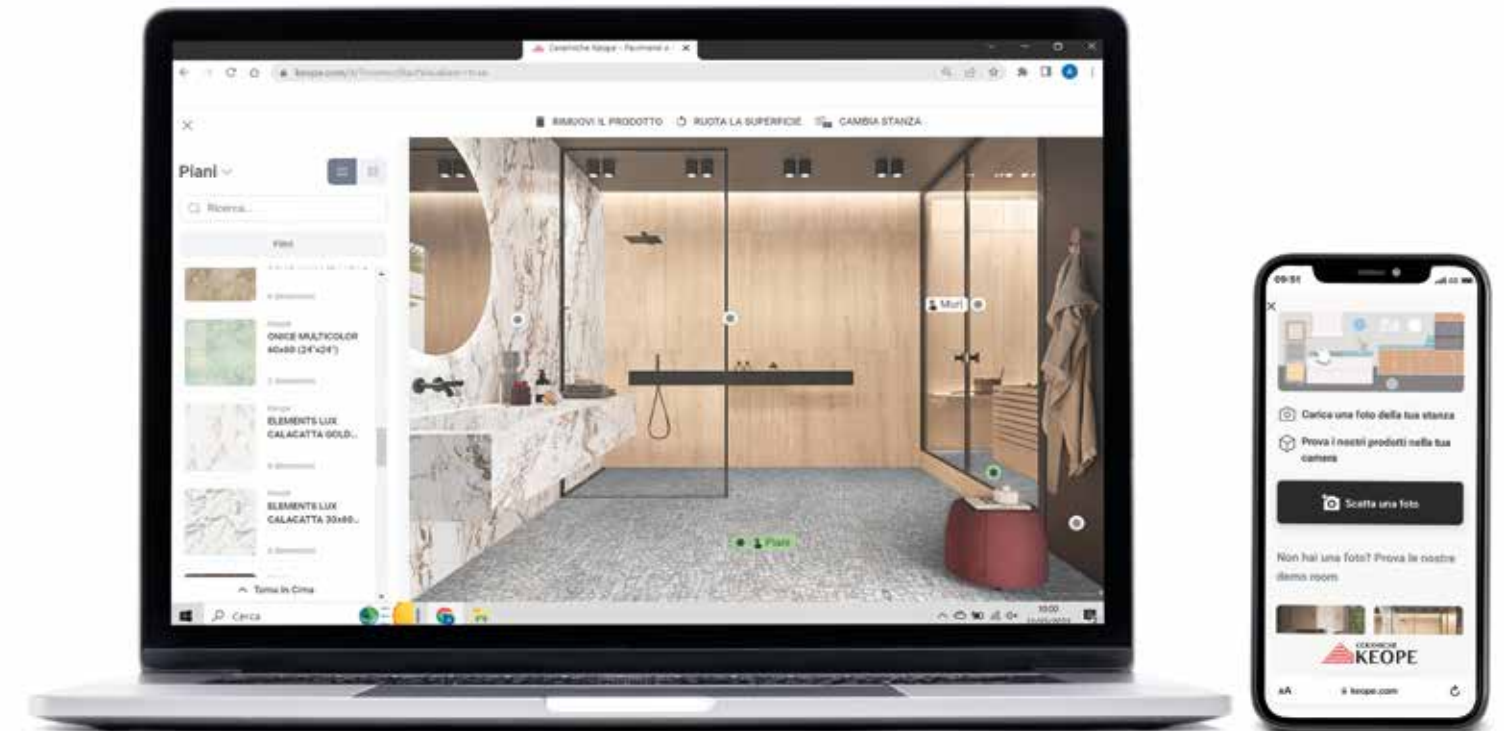 Ceramiche Keope - Pavimenti e
RIMUOVI IL PRODOTTO
RUOTA LA SUPERFICIE
CAMBIA STANZA
Piani
Ricerca...
Filtri
Keope
ONICE MULTICOLOR
60x60 (24"x24")
Keope
ELEMENTS LUX
CALACATTA GOLD...
Keope
ELEMENTS LUX
CALACATTA 30x60...
Torna In Cima
Muri
Piani
Cerca
10:00
09:51
Carica una foto della tua stanza
Prova i nostri prodotti nella tua
camera
Scatta una foto
Non hai una foto? Prova le nostre
demo room
CERAMICHE
KEOPE
AA
keope.com